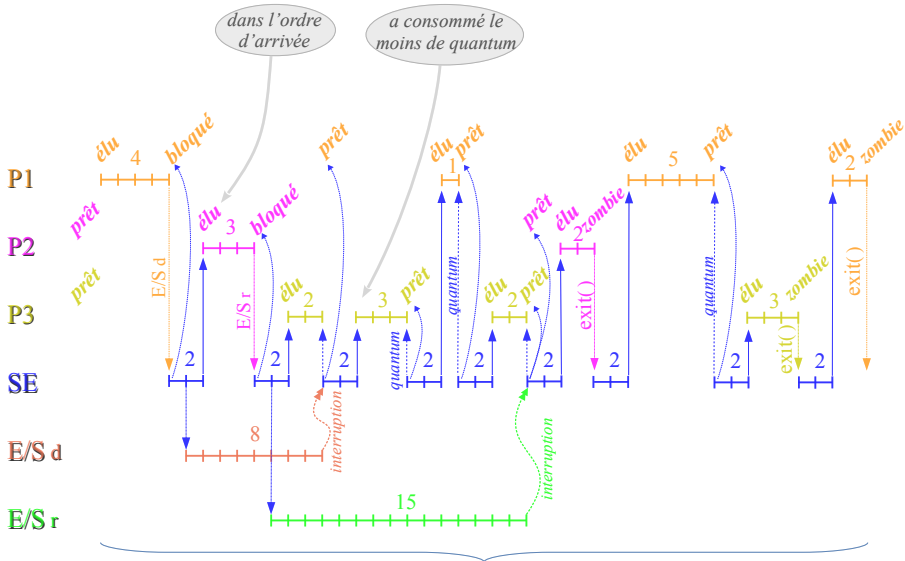 dans l'ordre
d'arrivée
a consommé le
moins de quantum
P1
prêt
élu
4
bloqué
prêt
élu
1
prêt
élu
5
prêt
élu
2
zombie
P2
prêt
élu
3
bloqué
prêt
élu
2
zombie
P3
élu
2
3
prêt
élu
2
prêt
élu
3
zombie
E/S d
E/S r
quantum
quantum
exit()
quantum
exit()
exit()
SE
2
2
2
2
2
2
2
2
2
E/S d
8
interruption
E/S r
15
interruption